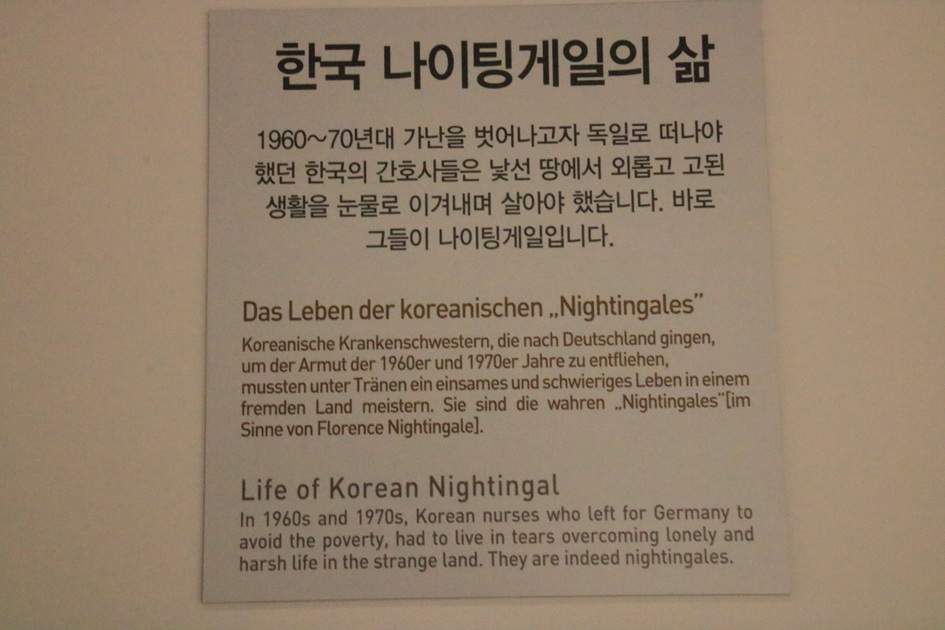 한국 나이팅게일의 삶
1960~70년대 가난을 벗어나고자 독일로 떠나야
했던 한국의 간호사들은 낯선 땅에서 외롭고 고된
생활을 눈물로 이겨내며 살아야 했습니다. 바로
그들이 나이팅게일입니다.
Das Leben der koreanischen „Nightingales”
Koreanische Krankenschwestern, die nach Deutschland gingen,
um der Armut der 1960er und 1970er Jahre zu entfliehen,
mussten unter Tränen ein einsames und schwieriges Leben in einem
fremden Land meistern. Sie sind die wahren „Nightingales”[im
Sinne von Florence Nightingale].
Life of Korean Nightingal
In 1960s and 1970s, Korean nurses who left for Germany to
avoid the poverty, had to live in tears overcoming lonely and
harsh life in the strange land. They are indeed nightingales.